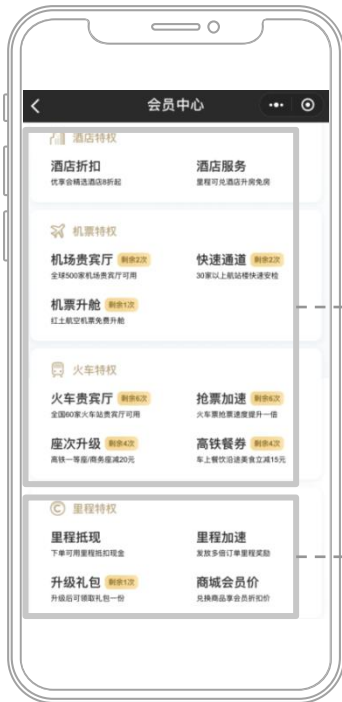 会员中心
酒店特权
酒店折扣 酒店服务
优享会精选酒店8折起 里程可兑酒店升房免房
机票特权
机场贵宾厅 剩余2次 快速通道 剩余2次
全球500家机场贵宾厅可用 30家以上航站楼快速安检
机票升舱 剩余1次
红土航空机票免费升舱
火车特权
火车贵宾厅 剩余6次 抢票加速 剩余6次
全国60家火车站贵宾厅可用 火车票抢票速度提升一倍
座次升级 剩余4次 高铁餐券 剩余4次
高铁一等座/商务座减20元 车上餐饮沿途美食立减15元
里程特权
里程抵现 里程加速
下单可用里程抵扣现金 发放多倍订单里程奖励
升级礼包 剩余1次 商城会员价
升级后可领取礼包一份 兑换商品享会员折扣价